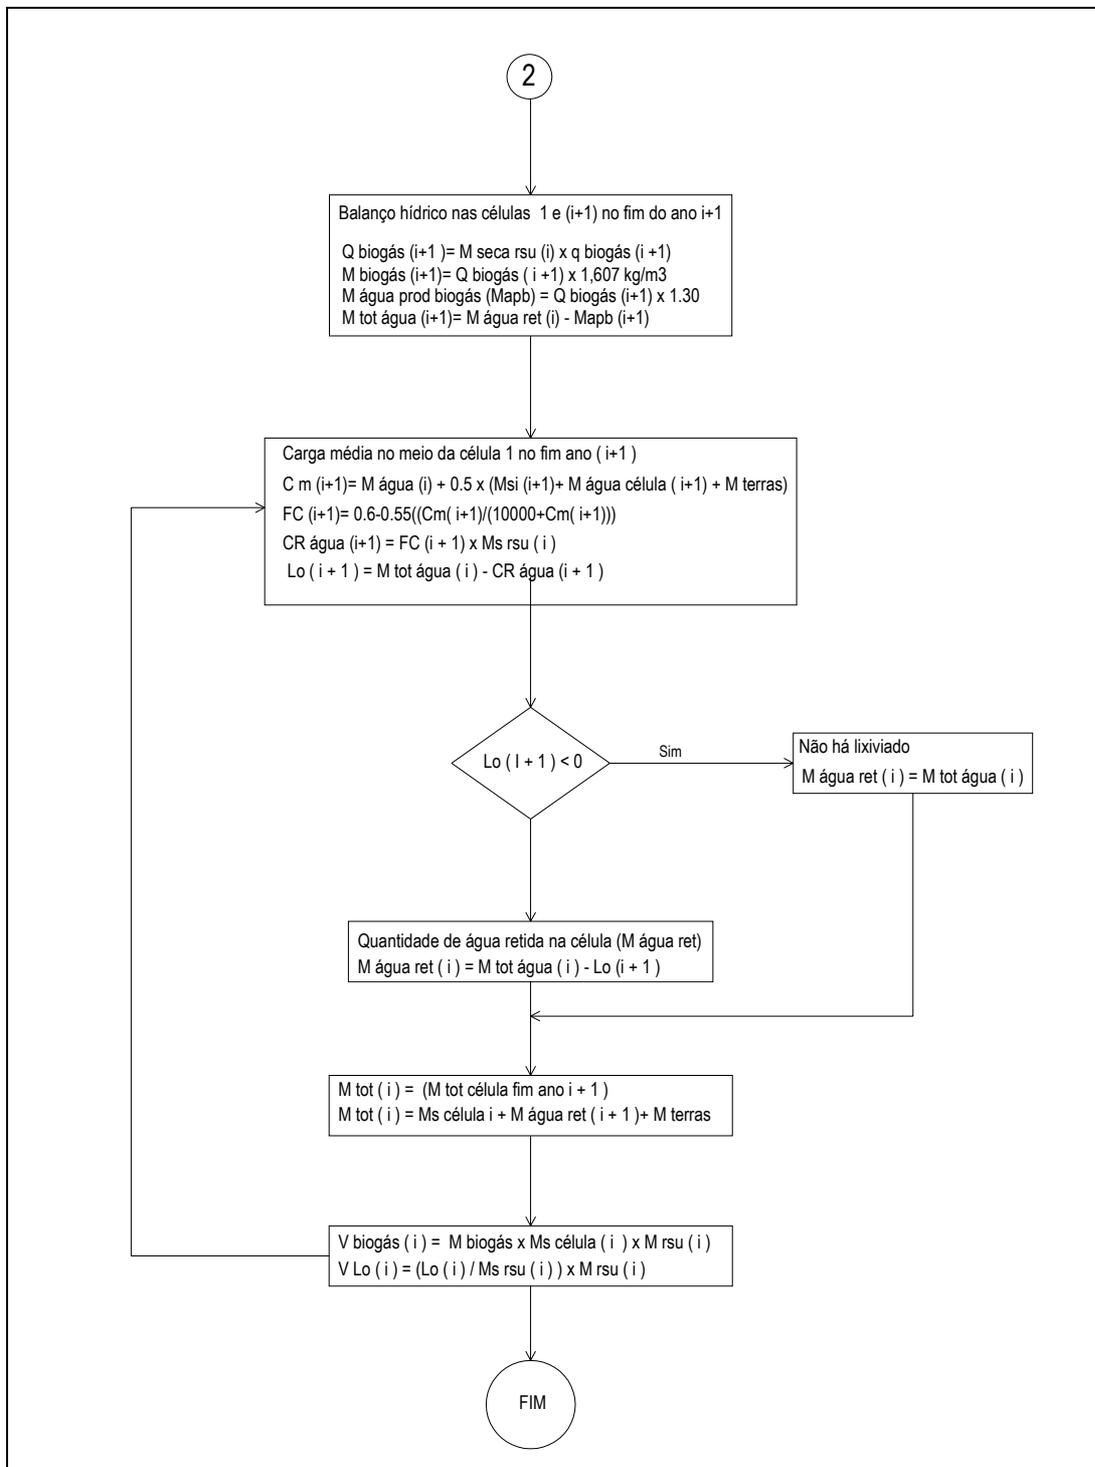 2
Balanço hídrico nas células 1 e (i+1) no fim do ano i+1
Q biogás (i+1 )= M seca rsu (i) x q biogás (i +1)
M biogás (i+1)= Q biogás ( i +1) x 1,607 kg/m3
M água prod biogás (Mapb) = Q biogás (i+1) x 1.30
M tot água (i+1)= M água ret (i) - Mapb (i+1)
Carga média no meio da célula 1 no fim ano ( i+1 )
C m (i+1)= M água (i) + 0.5 x (Msi (i+1)+ M água célula ( i+1) + M terras)
FC (i+1)= 0.6-0.55((Cm( i+1)/(10000+Cm( i+1)))
CR água (i+1) = FC (i + 1) x Ms rsu ( i )
Lo ( i + 1 ) = M tot água ( i ) - CR água (i + 1 )
Lo ( I + 1 ) < 0
Sim
Não há lixiviado
M água ret ( i ) = M tot água ( i )
Quantidade de água retida na célula (M água ret)
M água ret ( i ) = M tot água ( i ) - Lo (i + 1 )
M tot ( i ) = (M tot célula fim ano i + 1 )
M tot ( i ) = Ms célula i + M água ret ( i + 1 )+ M terras
V biogás ( i ) = M biogás x Ms célula ( i ) x M rsu ( i )
V Lo ( i ) = (Lo ( i ) / Ms rsu ( i ) ) x M rsu ( i )
FIM